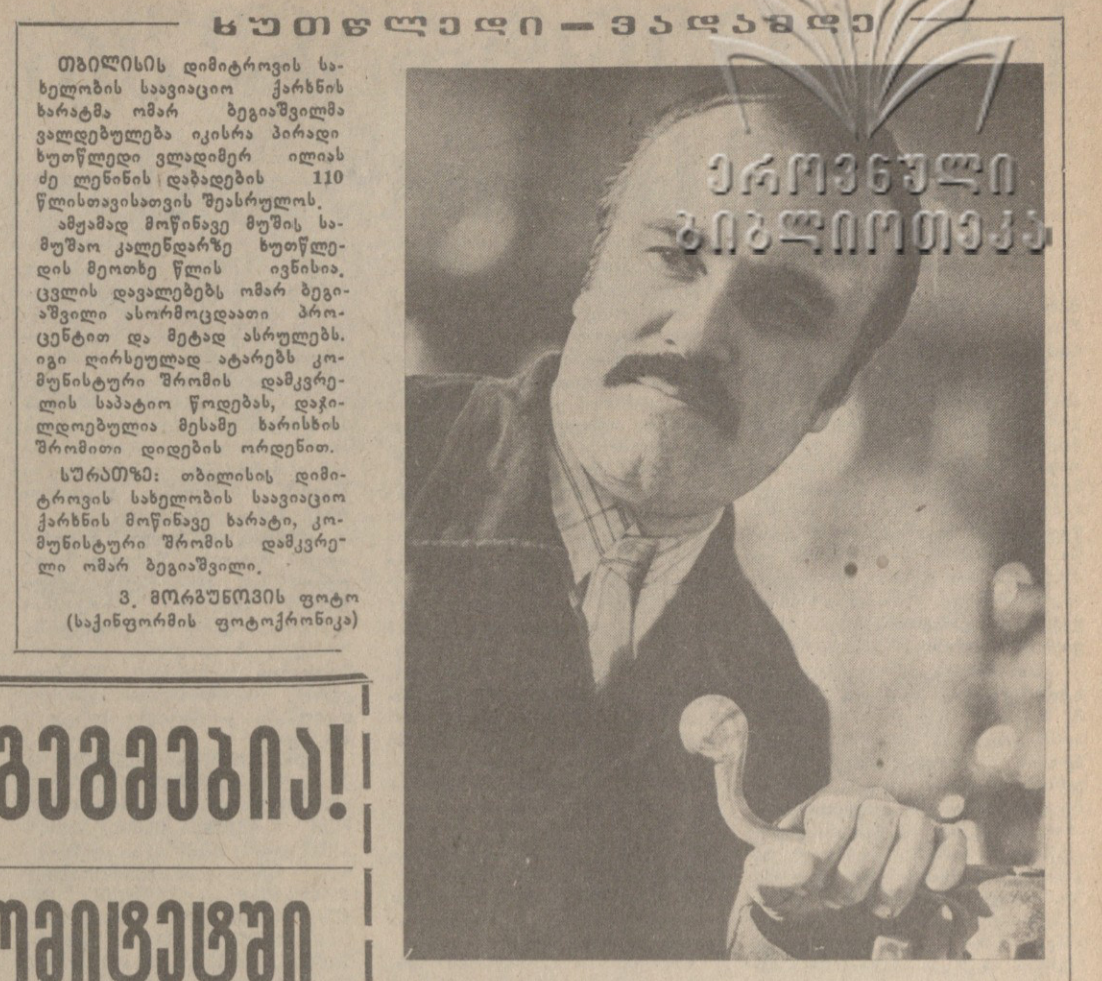 ხუთწლედი — ვადამდე
თბილისის დიმიტროვის სა-
ხელობის საავიაციო ქარხნის
ხარატმა ომარ ბეგიაშვილმა
ვალდებულება იკისრა პირადი
ხუთწლედი ვლადიმერ ილიას
ძე ლენინის დაბადების 110
წლისთავისათვის შეასრულოს.
ამჟამად მოწინავე მუშის სა-
მუშაო კალენდარზე ხუთწლე-
დის მეოთხე წლის ივნისია.
ცვლის დავალებებს ომარ ბეგი-
აშვილი ასორმოცდაათი პრო-
ცენტით და მეტად ასრულებს.
იგი ღირსეულად ატარებს კო-
მუნისტური შრომის დამკვრე-
ლის საპატიო წოდებას, დაჯი-
ლდოებულია მესამე ხარისხის
შრომითი დიდების ორდენით.
სურათზე: თბილისის დიმი-
ტროვის სახელობის საავიაციო
ქარხნის მოწინავე ხარატი, კო-
მუნისტური შრომის დამკვრე-
ლი ომარ ბეგიაშვილი.
ვ. მორგუნოვის ფოტო
(საქინფორმის ფოტოქრონიკა)
ეროვნული
ბიბლიოთეკა
გეგმებია!
ომიტეტში